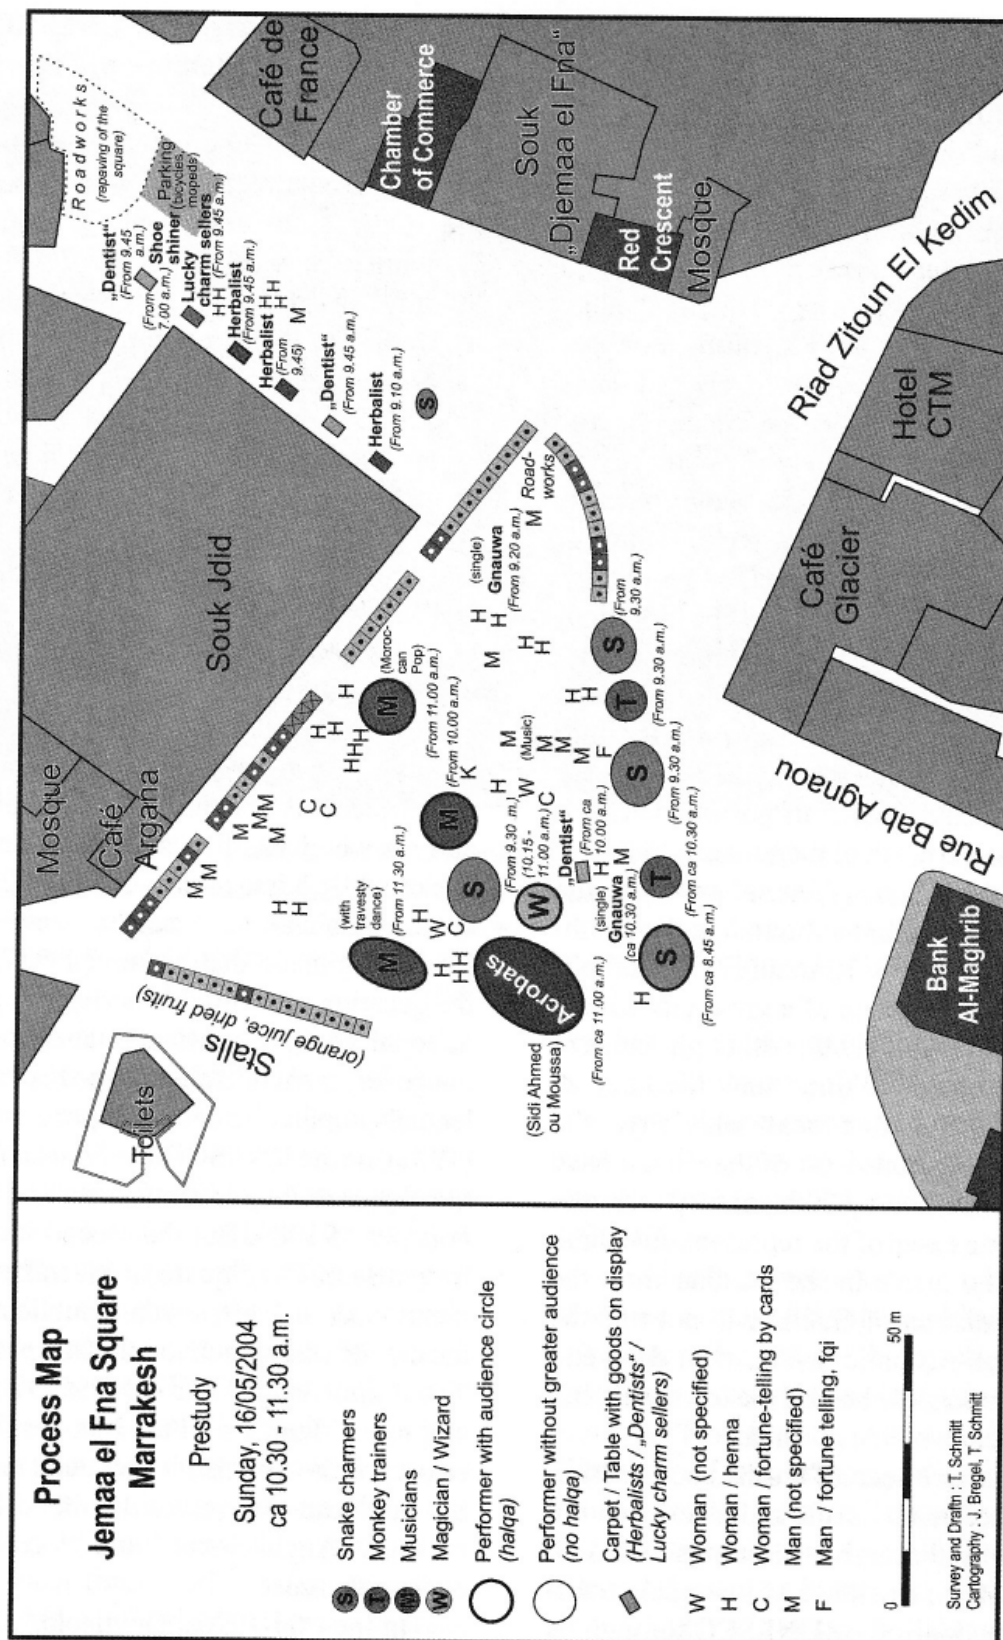 Process Map
Jemaa el Fna Square
Marrakesh
Prestudy
Sunday, 16/05/2004
ca 10.30 - 11.30 a.m.
S Snake charmers
T Monkey trainers
M Musicians
W Magician / Wizard
Performer with audience circle
(halqa)
Performer without greater audience
(no halqa)
Carpet / Table with goods on display
(Herbalists / „Dentists“ /
Lucky charm sellers)
W Woman (not specified)
H Woman / henna
C Woman / fortune-telling by cards
M Man (not specified)
F Man / fortune telling, fqi
0 50 m
Survey and Draftn : T. Schmitt
Cartography : J. Bregel, T Schmitt
Toilets
Stalls
(orange juice, dried fruits)
Mosque
Café
Argana
Souk Jdid
Roadworks
(repaving of the
square)
Parking
(bicycles,
mopeds)
„Dentist“
(From 9.45
a.m.)
Shoe
shiner
(From
7.00 a.m.)
Lucky
charm sellers
H H (From 9.45 a.m.)
Herbalist
(From 9.45 a.m.)
Herbalist
(From
9.45)
H
H
H
M
„Dentist“
(From 9.45 a.m.)
Herbalist
(From 9.10 a.m.)
S
Café de
France
Chamber
of Commerce
Souk
„Djemaa el Fna“
Red
Crescent
Mosque
Riad Zitoun El Kedim
Hotel
CTM
Café
Glacier
Rue Bab Agnaou
Bank
Al-Maghrib
Road-
works
M
(single)
Gnauwa
(From 9.20 a.m.)
H
H
M
H
H
S
(From
9.30 a.m.)
H
H
T
(From 9.30 a.m.)
M
(Moroc-
can
Pop)
(From 11.00 a.m.)
H
H
H
H
H
H
M
M
M
M
M
M
M
C
C
M
(From 10.00 a.m.)
K
H
W
C
(Music)
M
M
M
M
F
S
(From 9.30 a.m.)
S
(From 9.30 m.)
W
(10.15 -
11.00 a.m.)
„Dentist“
(From ca
10.00 a.m.)
H
M
T
(From ca 10.30 a.m.)
(single)
Gnauwa
(ca 10.30 a.m.)
S
(From ca 8.45 a.m.)
H
H
H
(with
travesty
dance)
M
(From 11 30 a.m.)
H
W
C
H
H
H
Acrobats
(Sidi Ahmed
ou Moussa)
(From ca 11.00 a.m.)